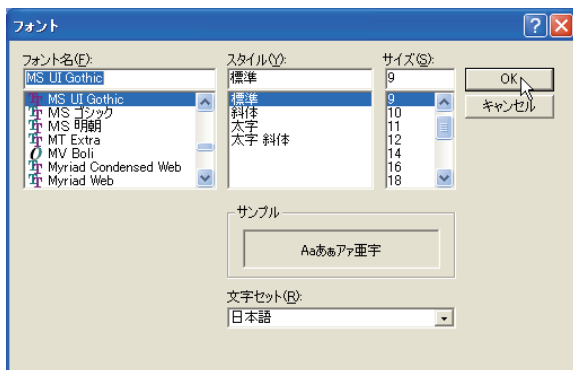 フォント
フォント名(F):
MS UI Gothic
MS UI Gothic
MS ゴシック
MS 明朝
MT Extra
MV Boli
Myriad Condensed Web
Myriad Web
スタイル(Y):
標準
標準
斜体
太字
太字 斜体
サイズ(S):
9
9
10
11
12
14
16
18
OK
キャンセル
サンプル
Aaあぁアァ亜宇
文字セット(R):
日本語